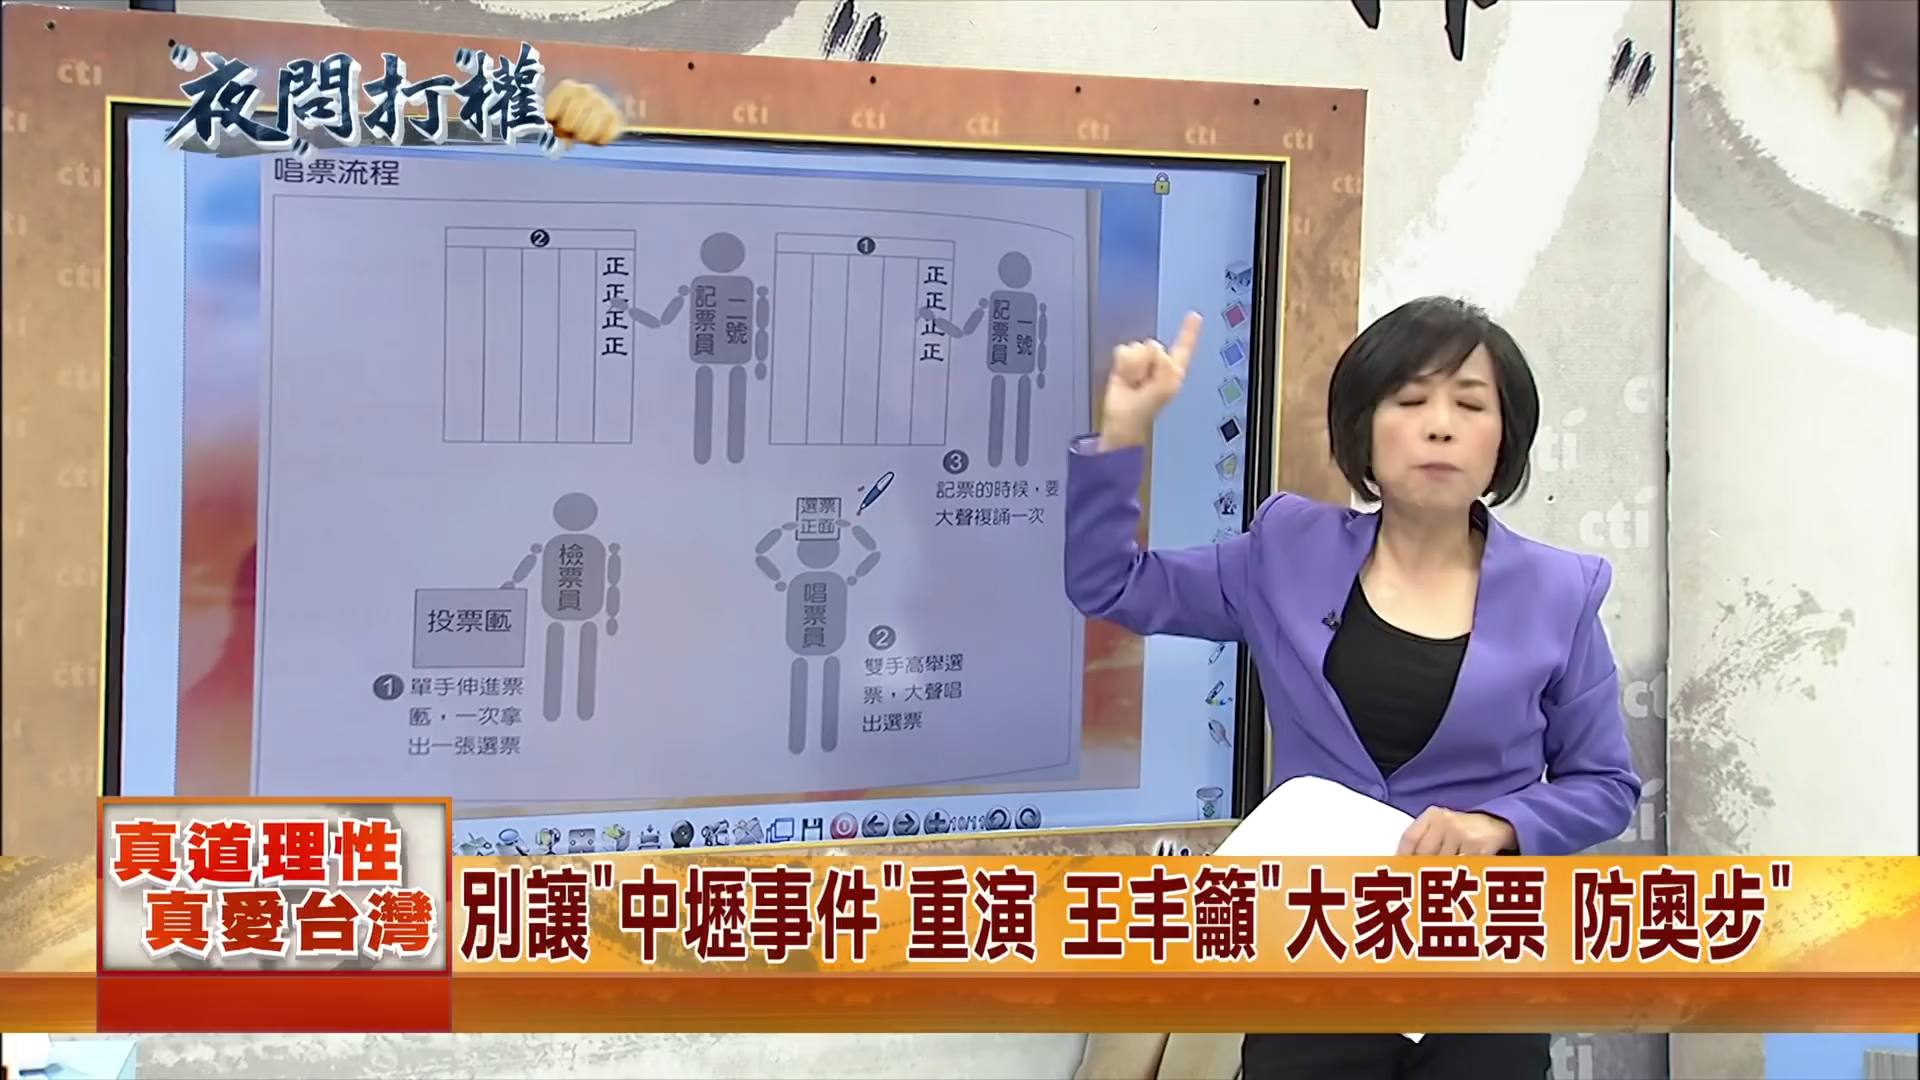 "夜問打權"
cti
唱票流程
2
正
正
正
正
二號
記票員
1
正
正
正
正
一號
記票員
3
記票的時候，要
大聲複誦一次
檢票員
投票匭
1
單手伸進票
匭，一次拿
出一張選票
選票
正面
唱票員
2
雙手高舉選
票，大聲唱
出選票
10/11
真道理性
真愛台灣
別讓"中壢事件"重演 王丰籲"大家監票 防奧步"